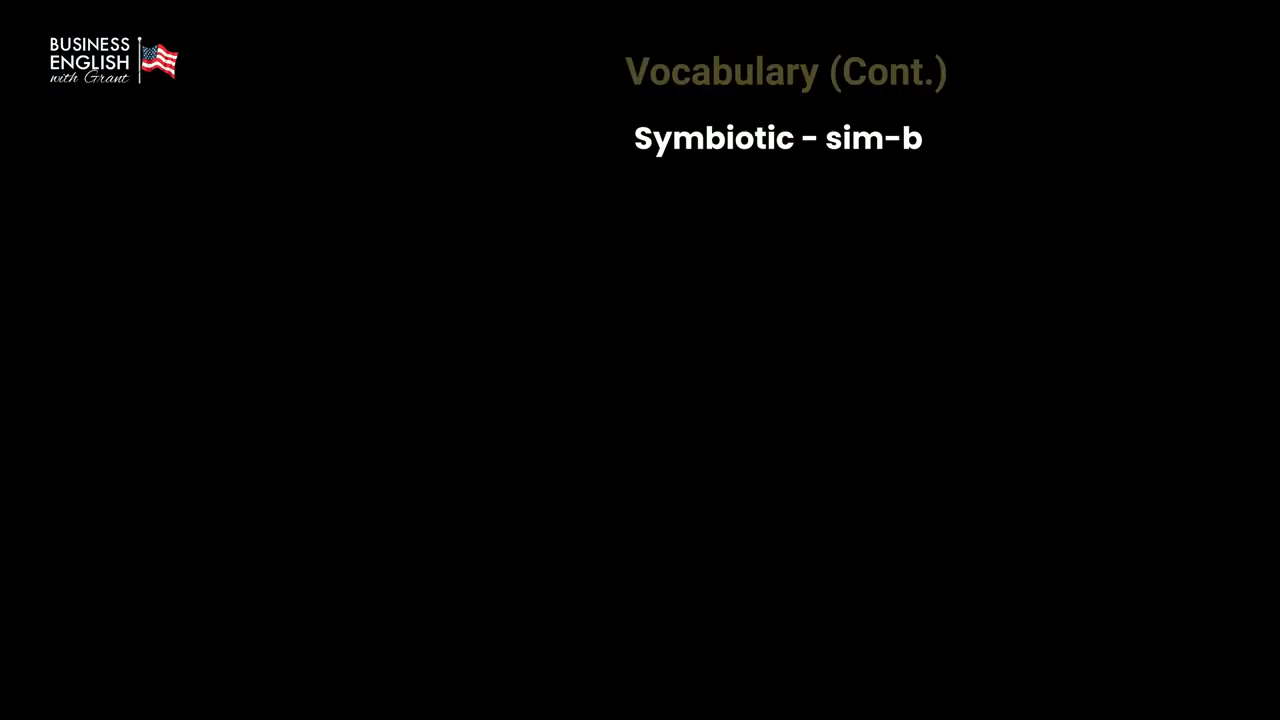 BUSINESS
ENGLISH
with Grant
Vocabulary (Cont.)
Symbiotic - sim-b